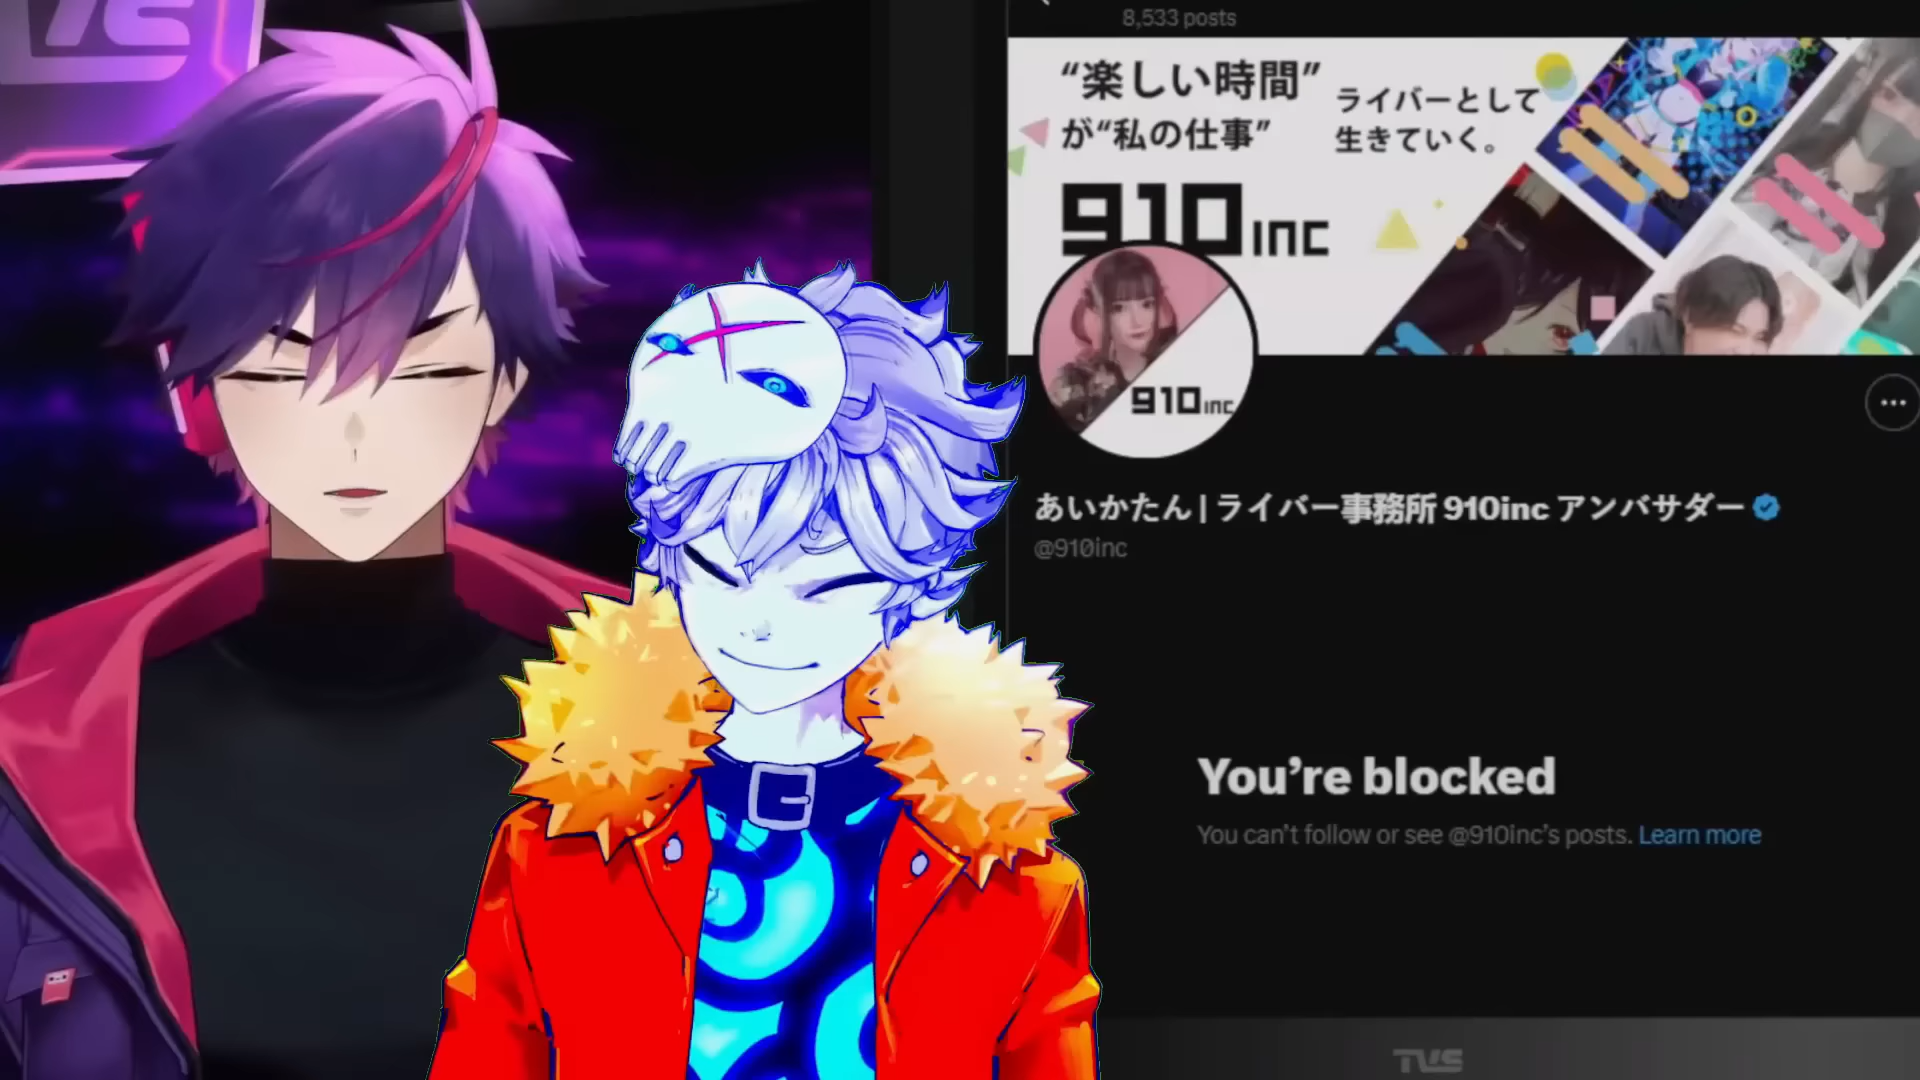 TVS
8,533 posts
“楽しい時間”
が“私の仕事”
ライバーとして
生きていく。
910inc
910inc
あいかたん | ライバー事務所 910inc アンバサダー
@910inc
You’re blocked
You can’t follow or see @910inc’s posts. Learn more
TVS